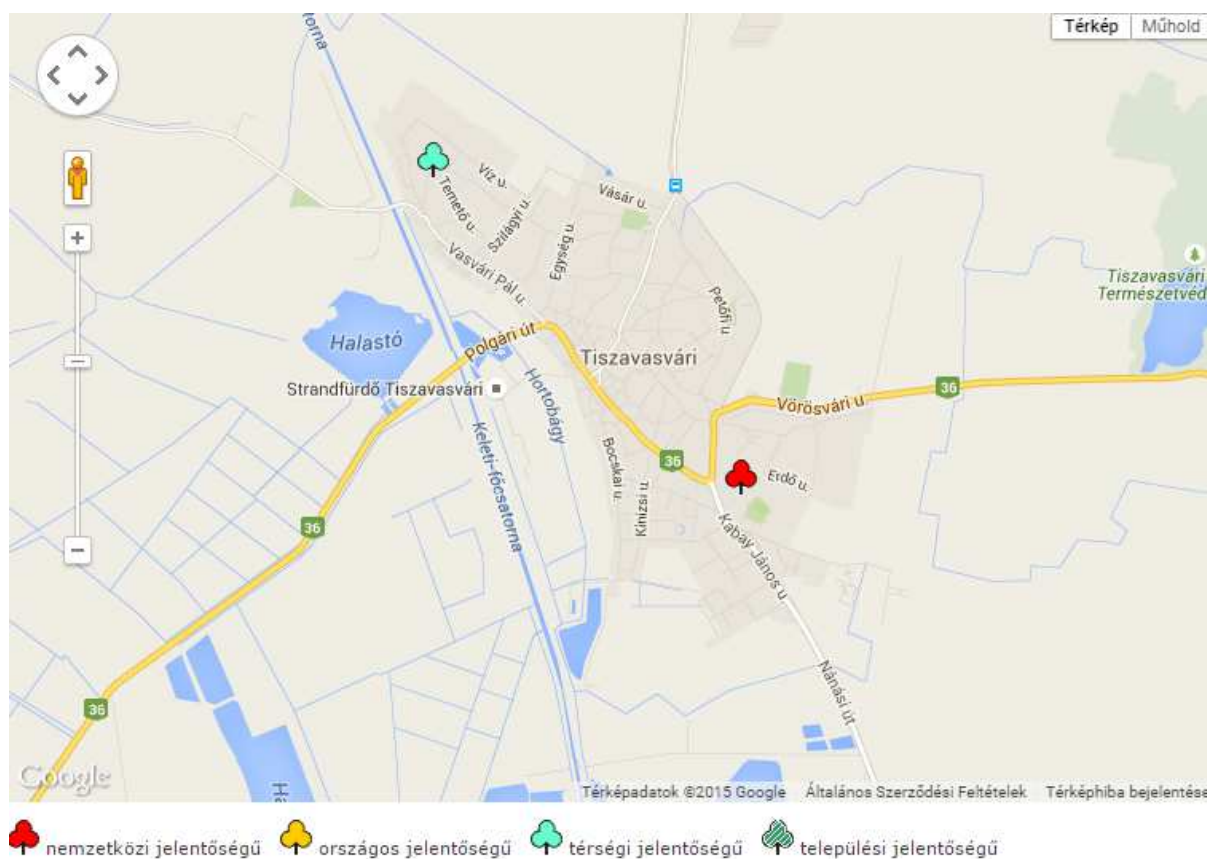 Térkép Műhold
torna
Víz u.
Temető u.
Szilágyi u.
Vásár u.
Egység u.
Vasvári Pál u.
Petőfi u
Tiszavasvári
Természetvéd
Halastó
Polgári út
Tiszavasvári
Strandfürdő Tiszavasvári
Hortobágy
36
Vörösvári u
Keleti-főcsatorna
Bocskai u.
Kinizsi u.
36
Erdő u.
36
Kabay János u.
Nánási út
36
Google
Ha
Térképadatok ©2015 Google Általános Szerződési Feltételek Térképhiba bejelentése
nemzetközi jelentőségű országos jelentőségű térségi jelentőségű települési jelentőségű